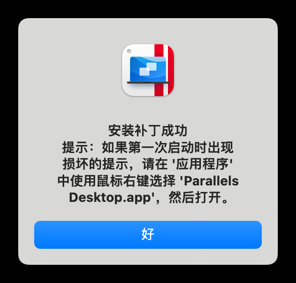 安装补丁成功
提示：如果第一次启动时出现
损坏的提示，请在 '应用程序'
中使用鼠标右键选择 'Parallels
Desktop.app'，然后打开。
好